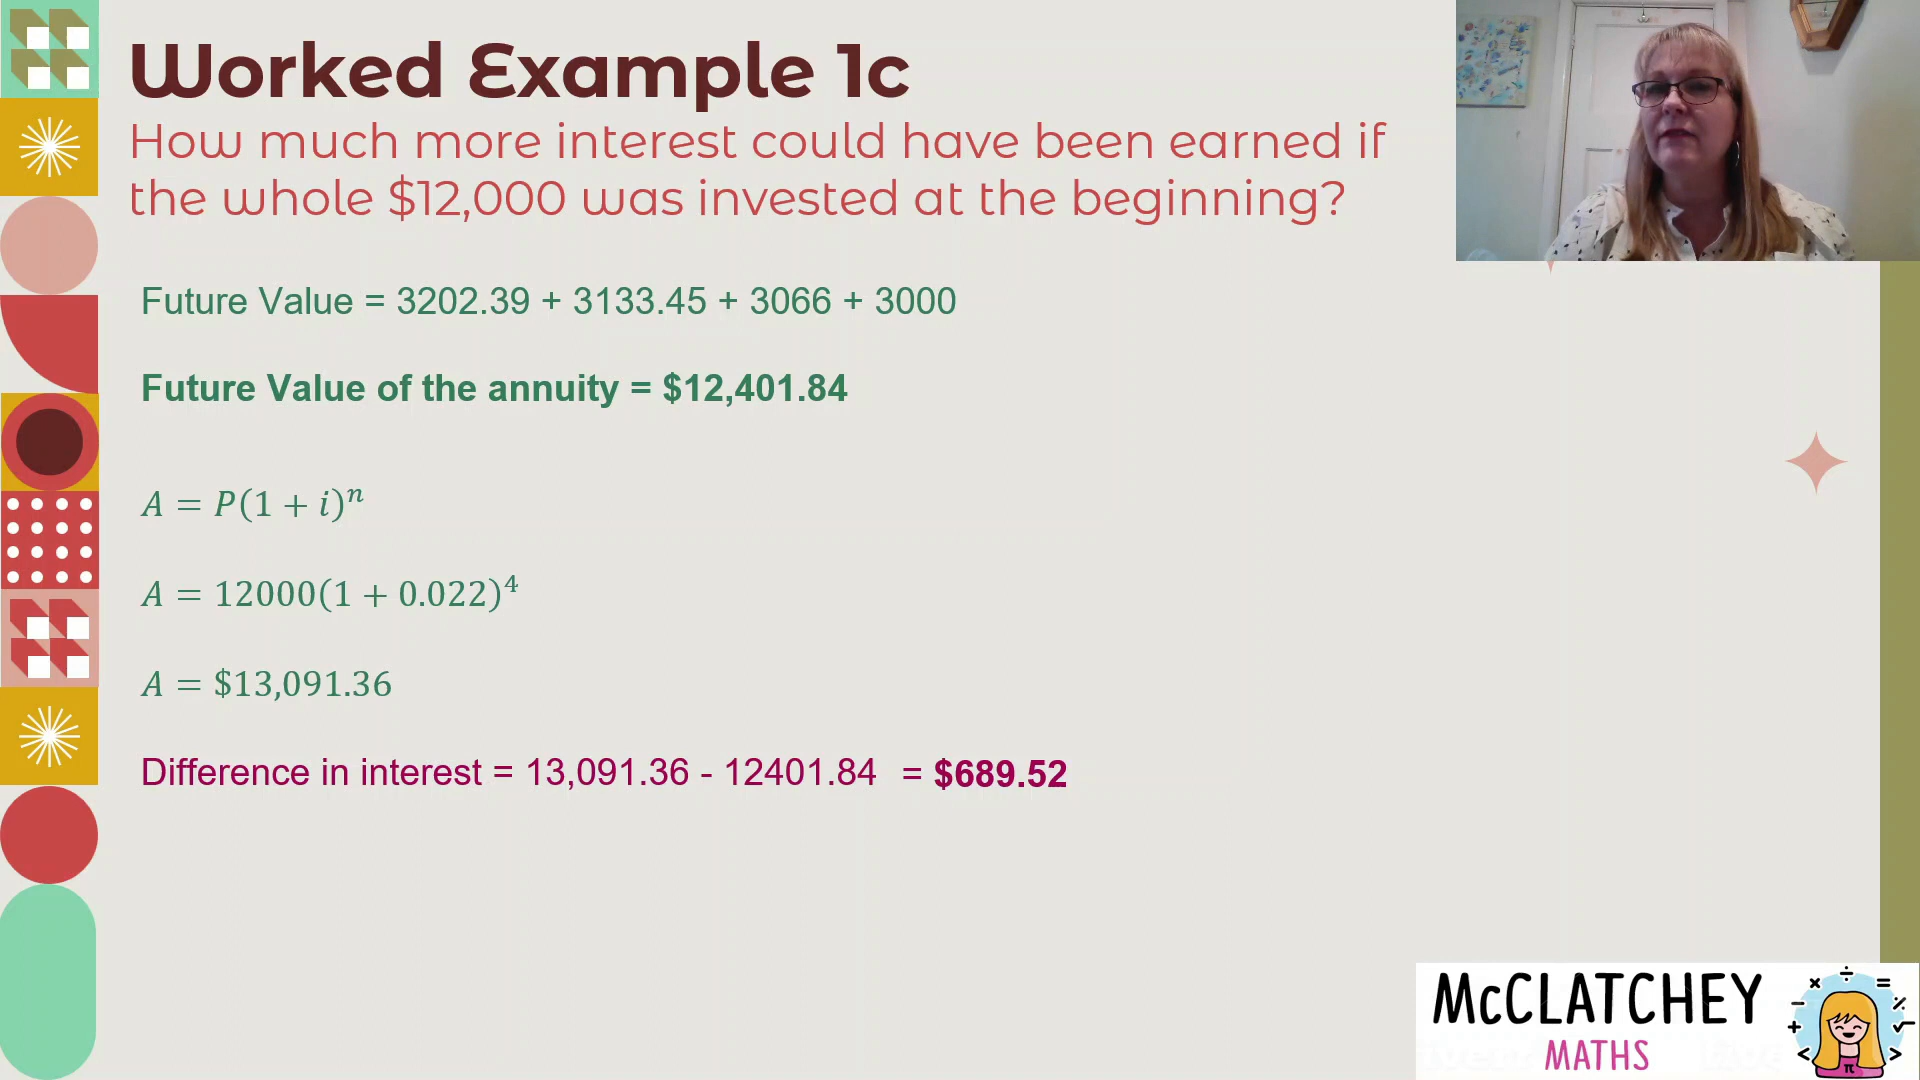 Worked Example 1c
How much more interest could have been earned if
the whole $12,000 was invested at the beginning?
Future Value = 3202.39 + 3133.45 + 3066 + 3000
Future Value of the annuity = $12,401.84
A = P(1 + i)ⁿ
A = 12000(1 + 0.022)⁴
A = $13,091.36
Difference in interest = 13,091.36 - 12401.84 = $689.52
McCLATCHEY
MATHS